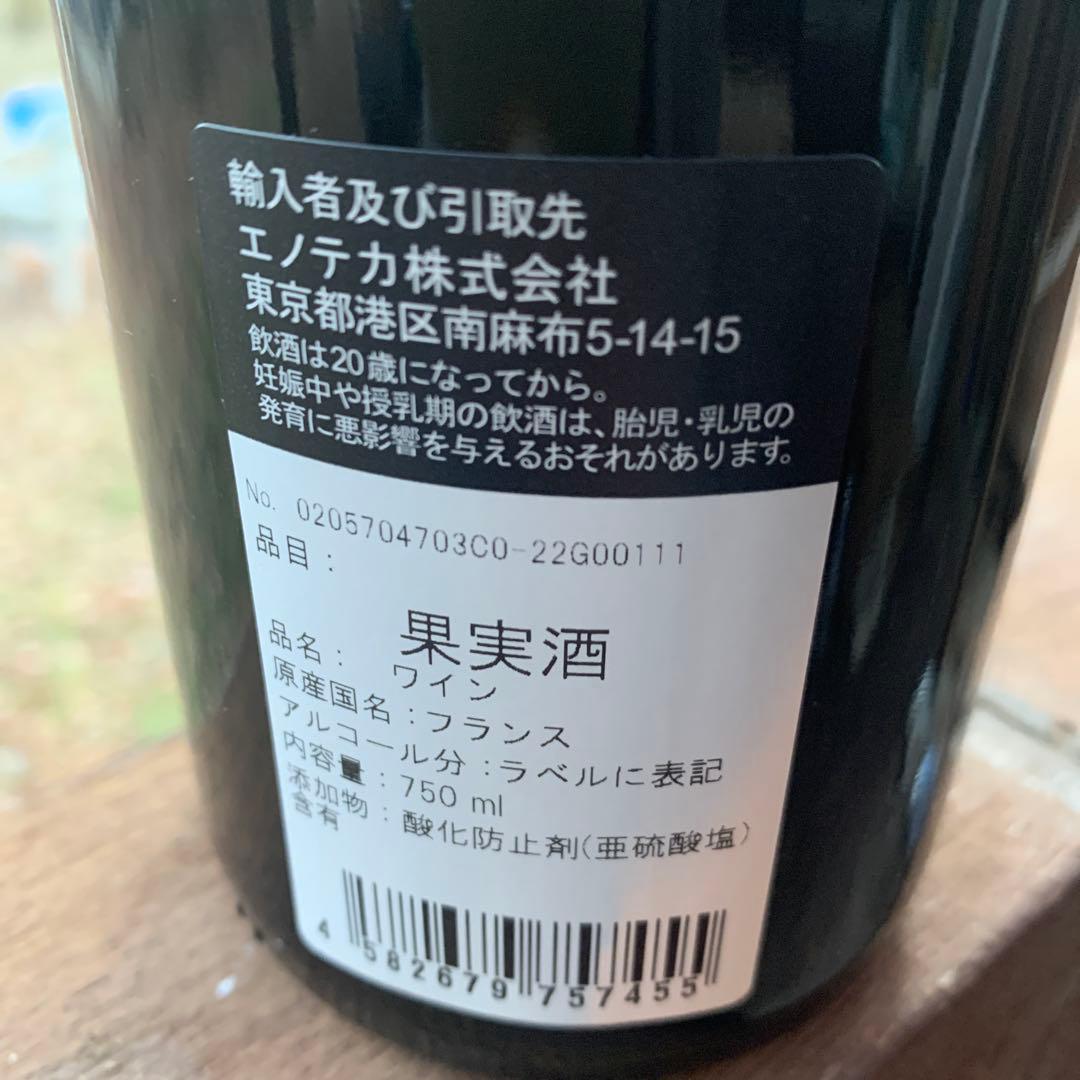 輸入者及び引取先
エノテカ株式会社
東京都港区南麻布5-14-15
飲酒は20歳になってから。
妊娠中や授乳期の飲酒は、胎児・乳児の
発育に悪影響を与えるおそれがあります。
No. 0205704703C0-22G00111
品目：
果実酒
品名： ワイン
原産国名：フランス
アルコール分：ラベルに表記
内容量：750 ml
添加物：酸化防止剤(亜硫酸塩)
含有
4 582679 757455